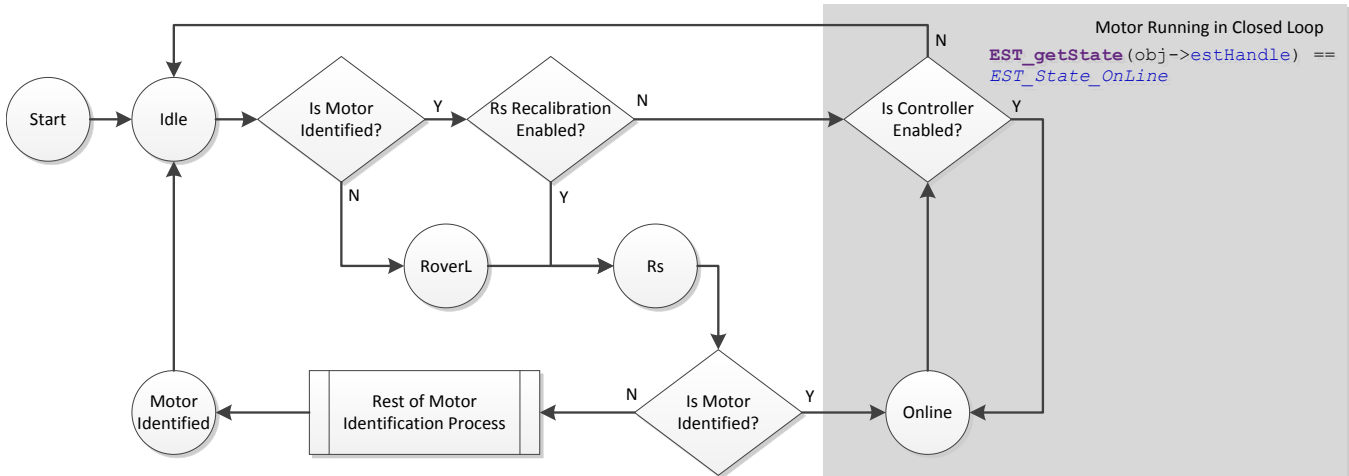 Motor Running in Closed Loop
N
EST_getState(obj->estHandle) ==
EST_State_OnLine
Start
Idle
Is Motor
Identified?
Y
Rs Recalibration
Enabled?
N
Is Controller
Enabled?
Y
N
Y
RoverL
Rs
Motor
Identified
Rest of Motor
Identification Process
N
Is Motor
Identified?
Y
Online